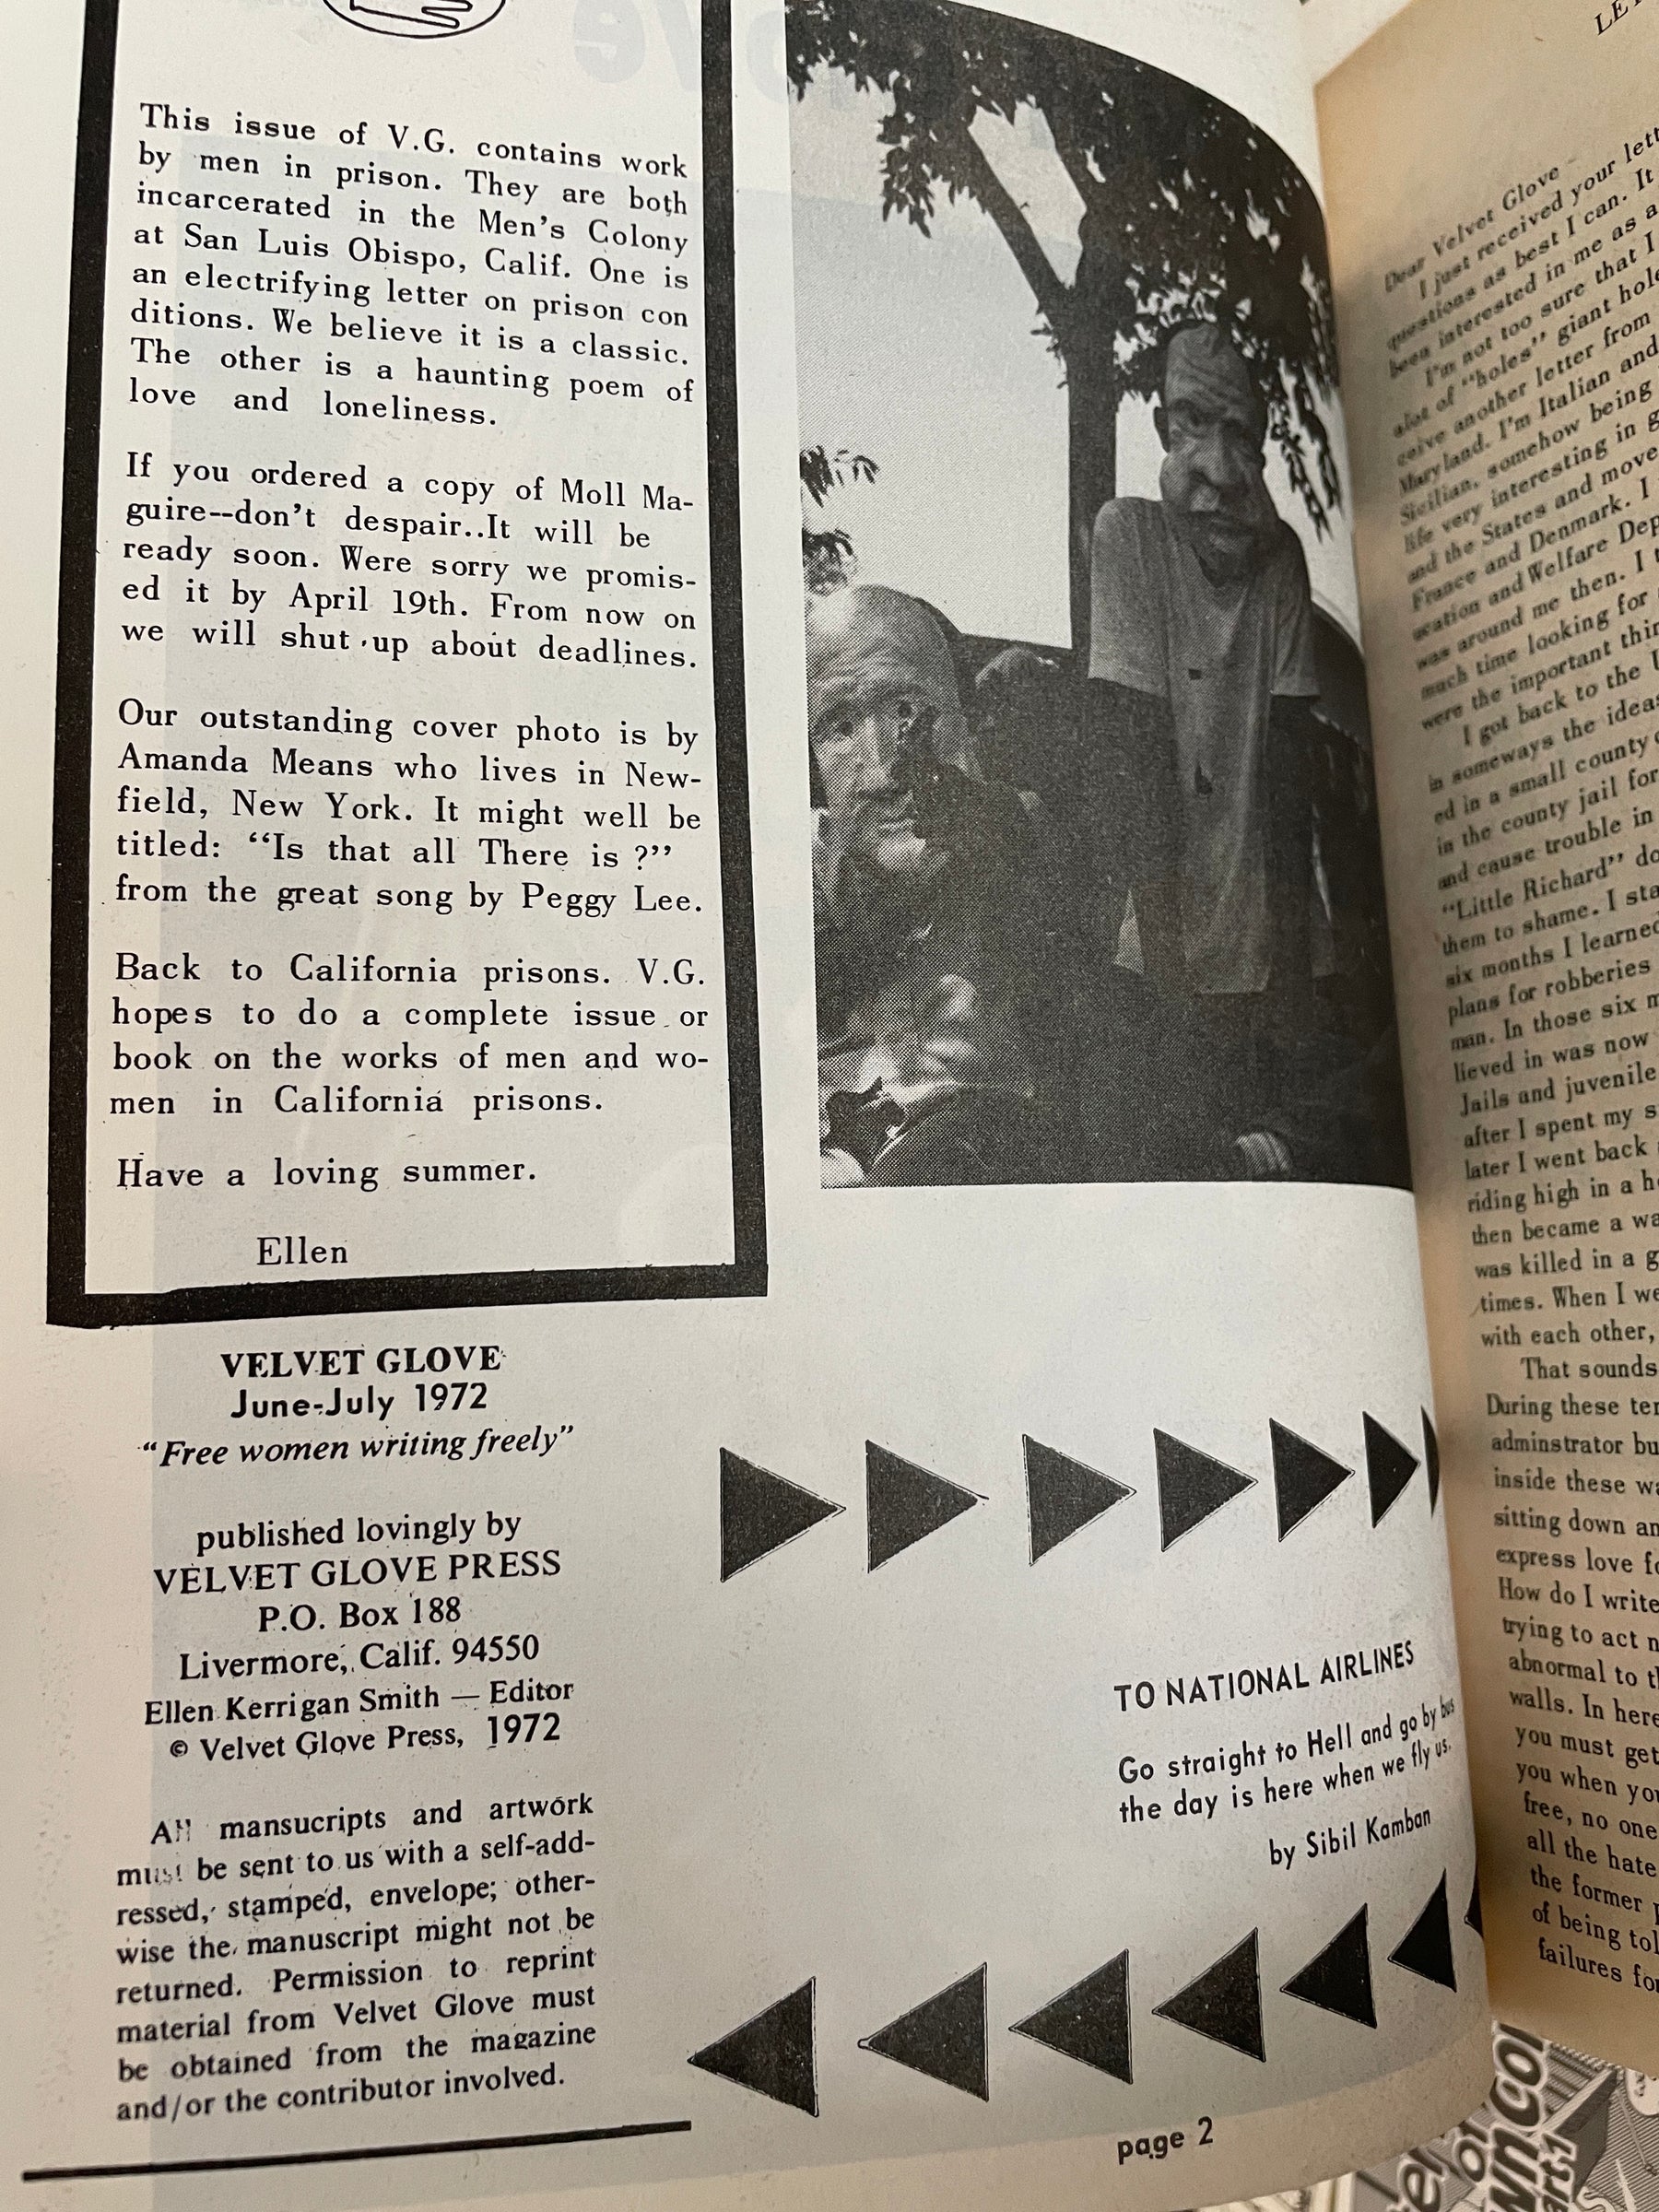 This issue of V.G. contains work
by men in prison. They are both
incarcerated in the Men's Colony
at San Luis Obispo, Calif. One is
an electrifying letter on prison con
ditions. We believe it is a classic.
The other is a haunting poem of
love and loneliness.
If you ordered a copy of Moll Ma-
guire--don't despair..It will be
ready soon. Were sorry we promis-
ed it by April 19th. From now on
we will shut up about deadlines.
Our outstanding cover photo is by
Amanda Means who lives in New-
field, New York. It might well be
titled: "Is that all There is ?"
from the great song by Peggy Lee.
Back to California prisons. V.G.
hopes to do a complete issue or
book on the works of men and wo-
men in California prisons.
Have a loving summer.
Ellen
VELVET GLOVE
June-July 1972
"Free women writing freely"
published lovingly by
VELVET GLOVE PRESS
P.O. Box 188
Livermore, Calif. 94550
Ellen Kerrigan Smith — Editor
© Velvet Glove Press, 1972
All mansucripts and artwork
must be sent to us with a self-add-
ressed, stamped, envelope; other-
wise the manuscript might not be
returned. Permission to reprint
material from Velvet Glove must
be obtained from the magazine
and/or the contributor involved.
TO NATIONAL AIRLINES
Go straight to Hell and go by bus
the day is here when we fly us.
by Sibil Kamban
page 2
Dear Velvet Glove
I just received your
questions as best I can. It
been interested in me as a
I'm not too sure that I
alot of "holes" giant
ceive another letter from
Maryland. I'm Italian and
Sicilian, somehow being
life very interesting in
and the States and move
France and Denmark. I
ucation and Welfare
was around me then. I
much time looking for
were the important
I got back to the
in someways the
ed in a small county
in the county jail for
and cause trouble in
"Little Richard"
them to shame. I
six months I learned
plans for robberies
man. In those six
lieved in was now
Jails and juvenile
after I spent my
later I went back
riding high in a
then became a
was killed in a
times. When I
with each other,
That sounds
During these
adminstrator
inside these
sitting down
express love
How do I write
trying to act
abnormal to
walls. In here
you must get
you when
free, no one
all the hate
the former
of being
failures